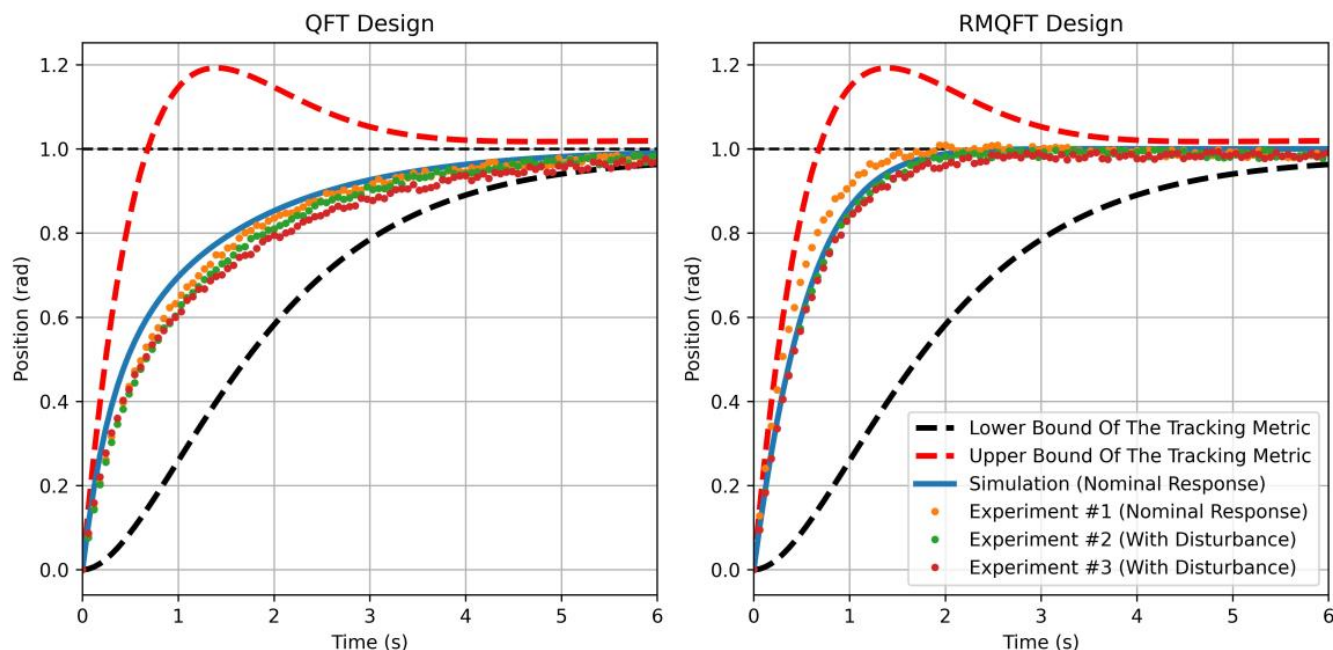 QFT Design
1.2
1.0
0.8
0.6
0.4
0.2
0.0
Position (rad)
0 1 2 3 4 5 6
Time (s)
RMQFT Design
1.2
1.0
0.8
0.6
0.4
0.2
0.0
Position (rad)
Lower Bound Of The Tracking Metric
Upper Bound Of The Tracking Metric
Simulation (Nominal Response)
Experiment #1 (Nominal Response)
Experiment #2 (With Disturbance)
Experiment #3 (With Disturbance)
0 1 2 3 4 5 6
Time (s)